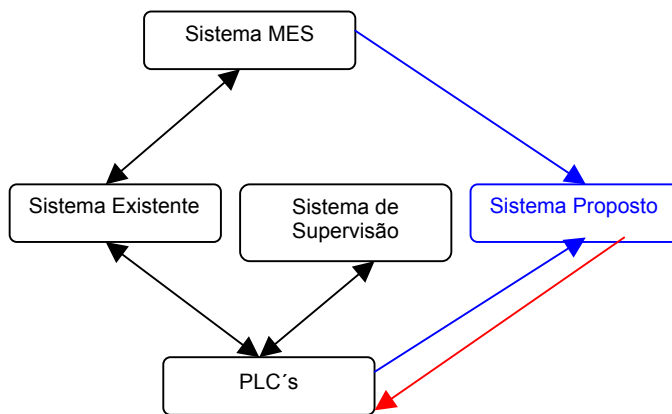 Sistema MES
Sistema Existente
Sistema de
Supervisão
Sistema Proposto
PLC´s